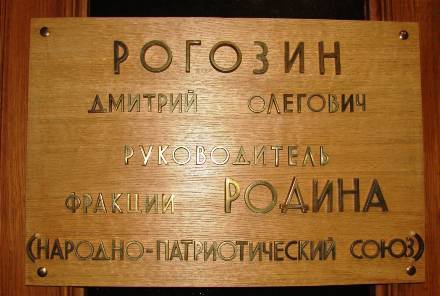 РОГОЗИН
ДМИТРИЙ ОЛЕГОВИЧ
РУКОВОДИТЕЛЬ
ФРАКЦИИ РОДИНА
(НАРОДНО-ПАТРИОТИЧЕСКИЙ СОЮЗ)